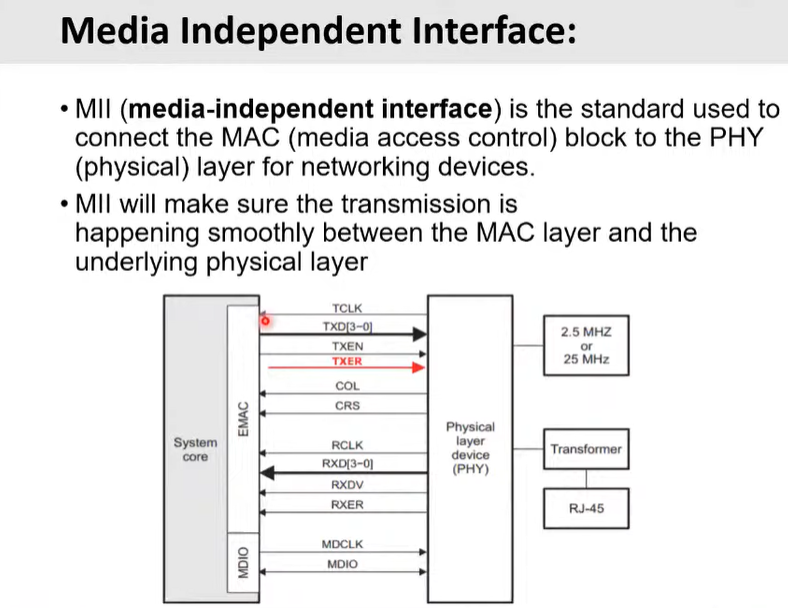 Media Independent Interface:
• MII (media-independent interface) is the standard used to
connect the MAC (media access control) block to the PHY
(physical) layer for networking devices.
• MII will make sure the transmission is
happening smoothly between the MAC layer and the
underlying physical layer
System
core
EMAC
MDIO
TCLK
TXD[3–0]
TXEN
TXER
COL
CRS
RCLK
RXD[3–0]
RXDV
RXER
MDCLK
MDIO
Physical
layer
device
(PHY)
2.5 MHZ
or
25 MHz
Transformer
RJ-45